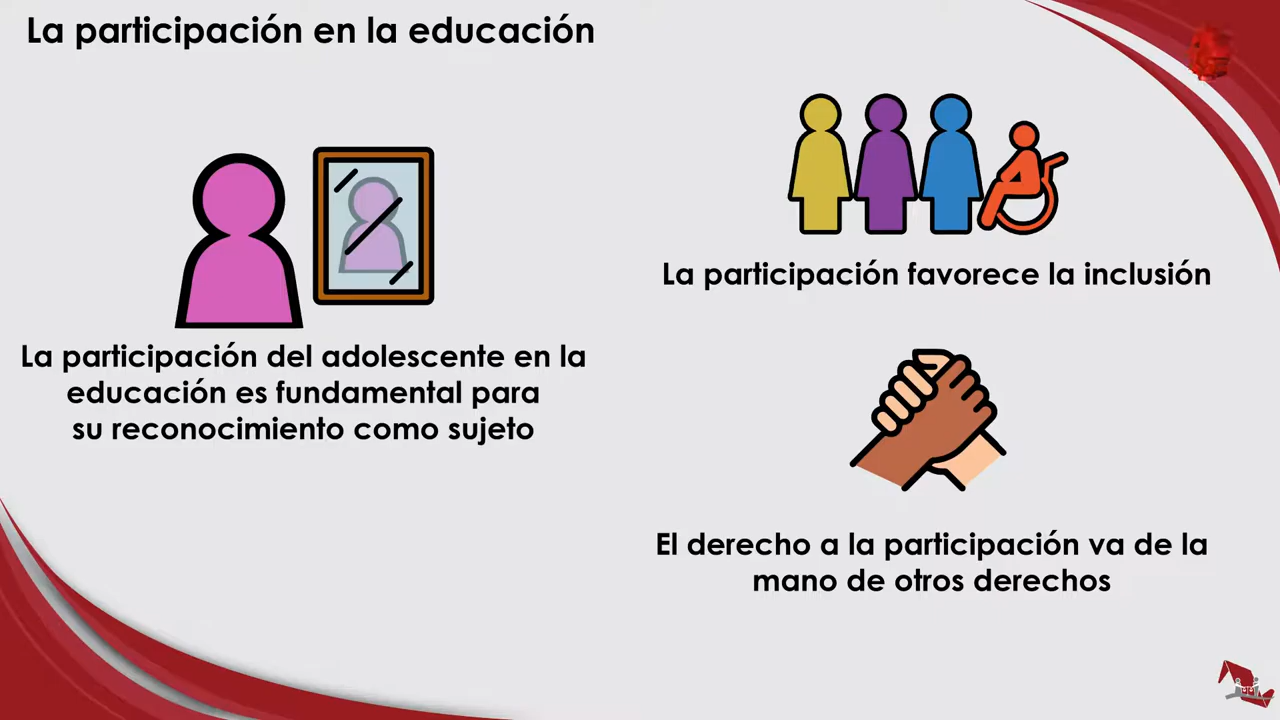 La participación en la educación
La participación del adolescente en la
educación es fundamental para
su reconocimiento como sujeto
La participación favorece la inclusión
El derecho a la participación va de la
mano de otros derechos